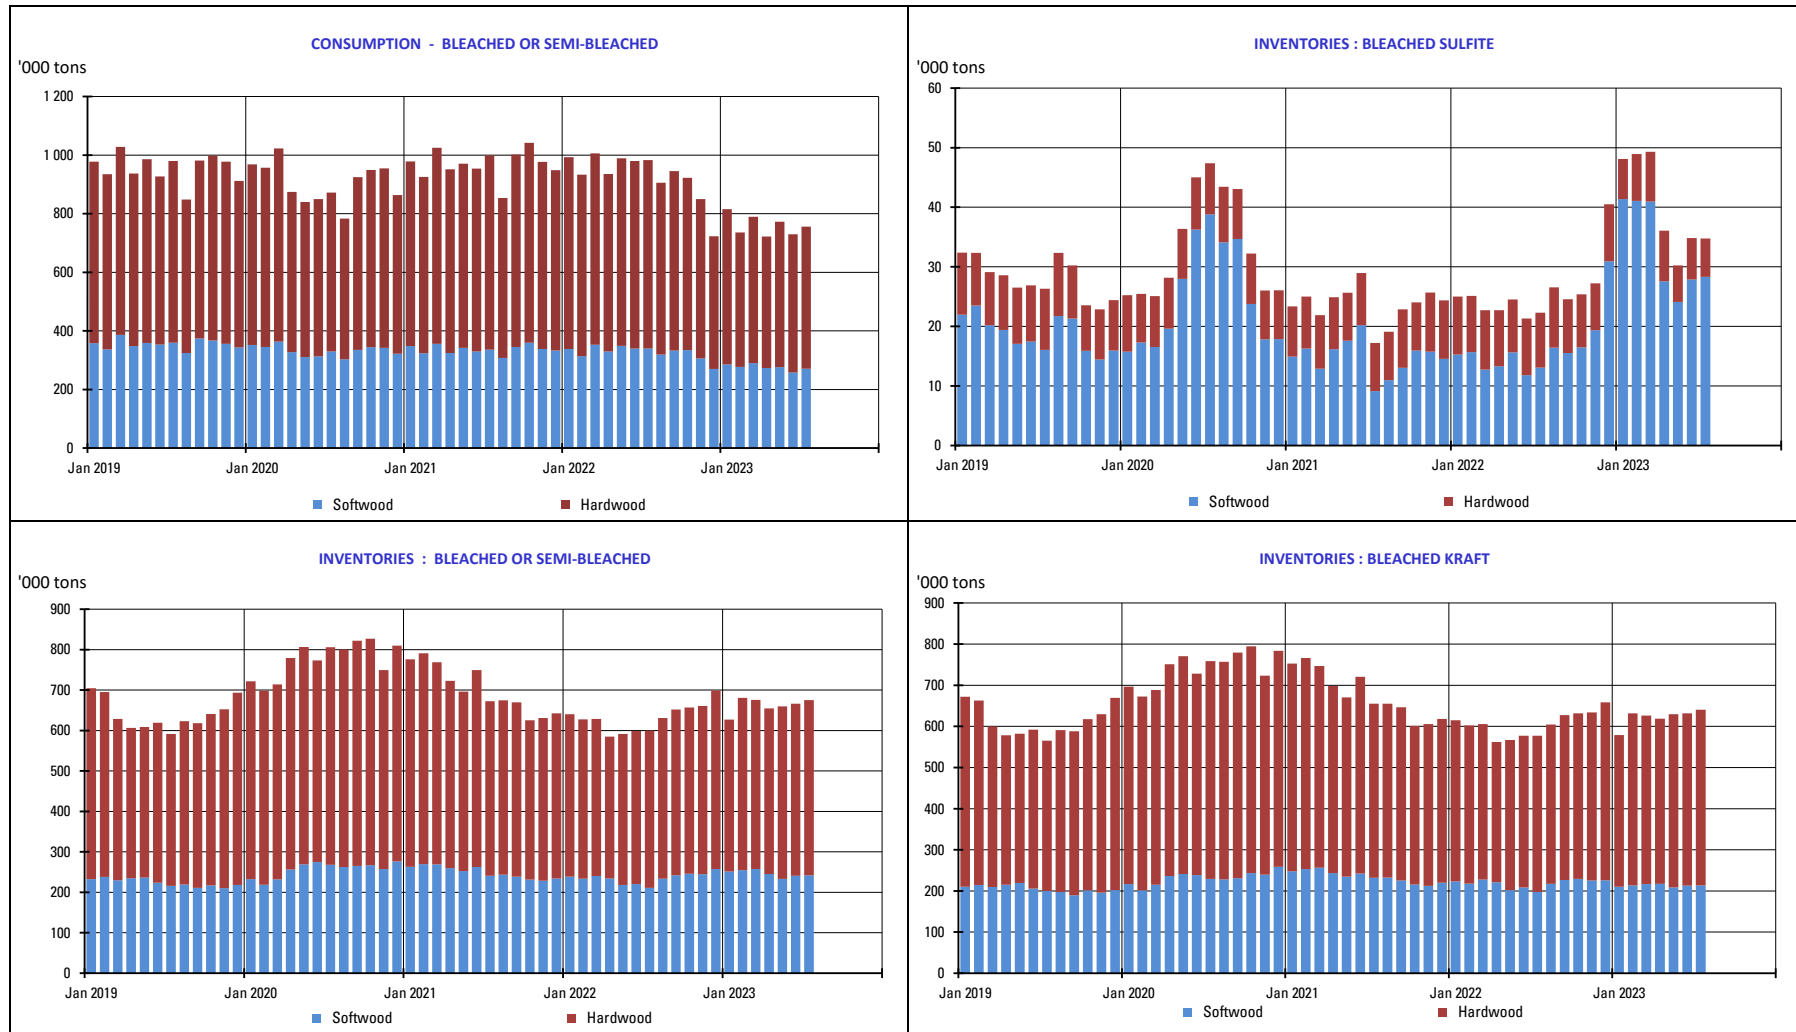 CONSUMPTION - BLEACHED OR SEMI-BLEACHED
'000 tons
1 200
1 000
800
600
400
200
0
Jan 2019 Jan 2020 Jan 2021 Jan 2022 Jan 2023
Softwood Hardwood
INVENTORIES : BLEACHED SULFITE
'000 tons
60
50
40
30
20
10
0
Jan 2019 Jan 2020 Jan 2021 Jan 2022 Jan 2023
Softwood Hardwood
INVENTORIES : BLEACHED OR SEMI-BLEACHED
'000 tons
900
800
700
600
500
400
300
200
100
0
Jan 2019 Jan 2020 Jan 2021 Jan 2022 Jan 2023
Softwood Hardwood
INVENTORIES : BLEACHED KRAFT
'000 tons
900
800
700
600
500
400
300
200
100
0
Jan 2019 Jan 2020 Jan 2021 Jan 2022 Jan 2023
Softwood Hardwood